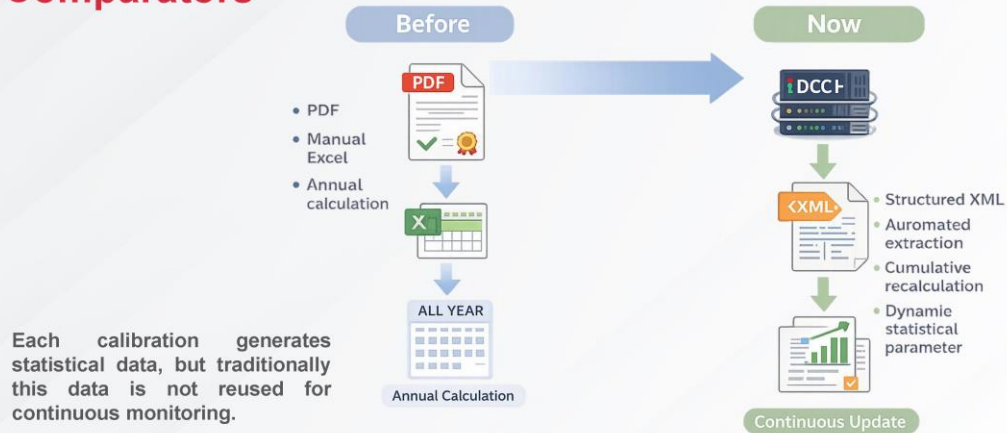 Comparators
Before
Now
PDF
• PDF
• Manual
Excel
• Annual
calculation
X
ALL YEAR
Annual Calculation
Each calibration generates
statistical data, but traditionally
this data is not reused for
continuous monitoring.
DCC
<XML
• Structured XML
• Auromated
extraction
• Cumulative
recalculation
• Dynamic
statistical
parameter
Continuous Update